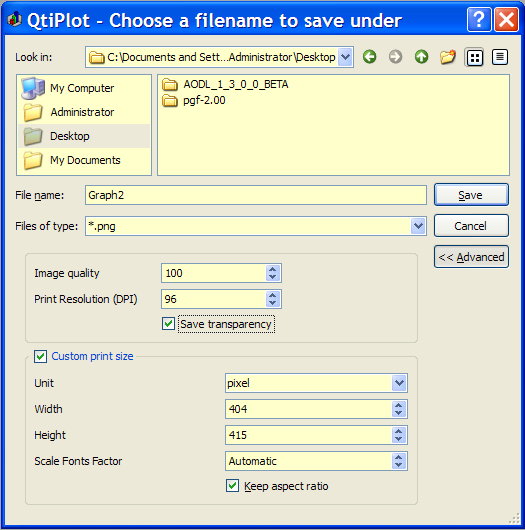 QtiPlot - Choose a filename to save under
Look in: C:\Documents and Sett...Administrator\Desktop
My Computer
Administrator
Desktop
My Documents
AODL_1_3_0_0_BETA
pgf-2.00
File name: Graph2 Save
Files of type: *.png Cancel
<< Advanced
Image quality 100
Print Resolution (DPI) 96
Save transparency
Custom print size
Unit pixel
Width 404
Height 415
Scale Fonts Factor Automatic
Keep aspect ratio